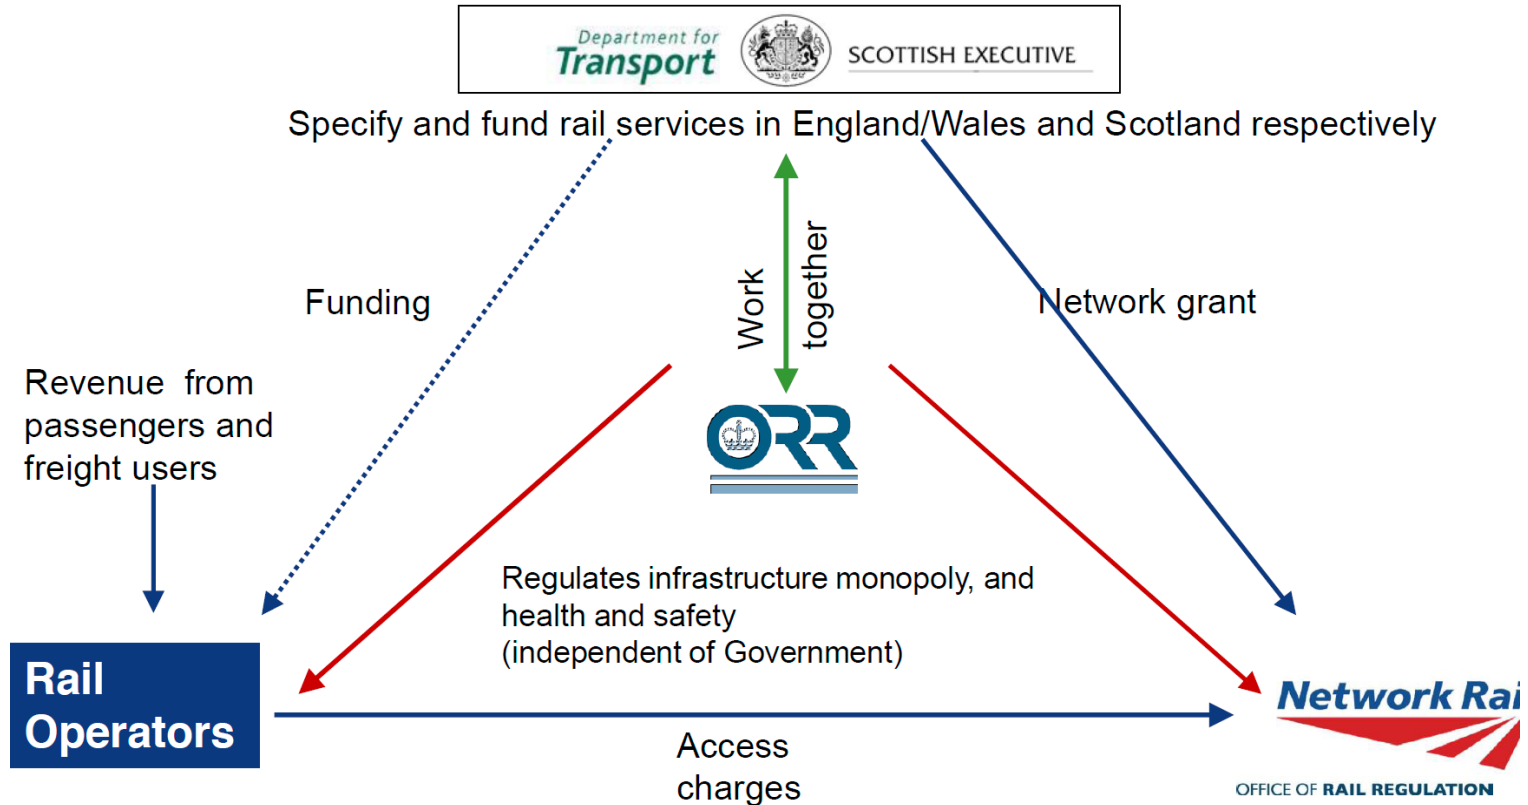 Department for
Transport
SCOTTISH EXECUTIVE
Specify and fund rail services in England/Wales and Scotland respectively
Work
together
Funding
Network grant
Revenue from
passengers and
freight users
ORR
Regulates infrastructure monopoly, and
health and safety
(independent of Government)
Rail
Operators
Access
charges
Network Rai
OFFICE OF RAIL REGULATION